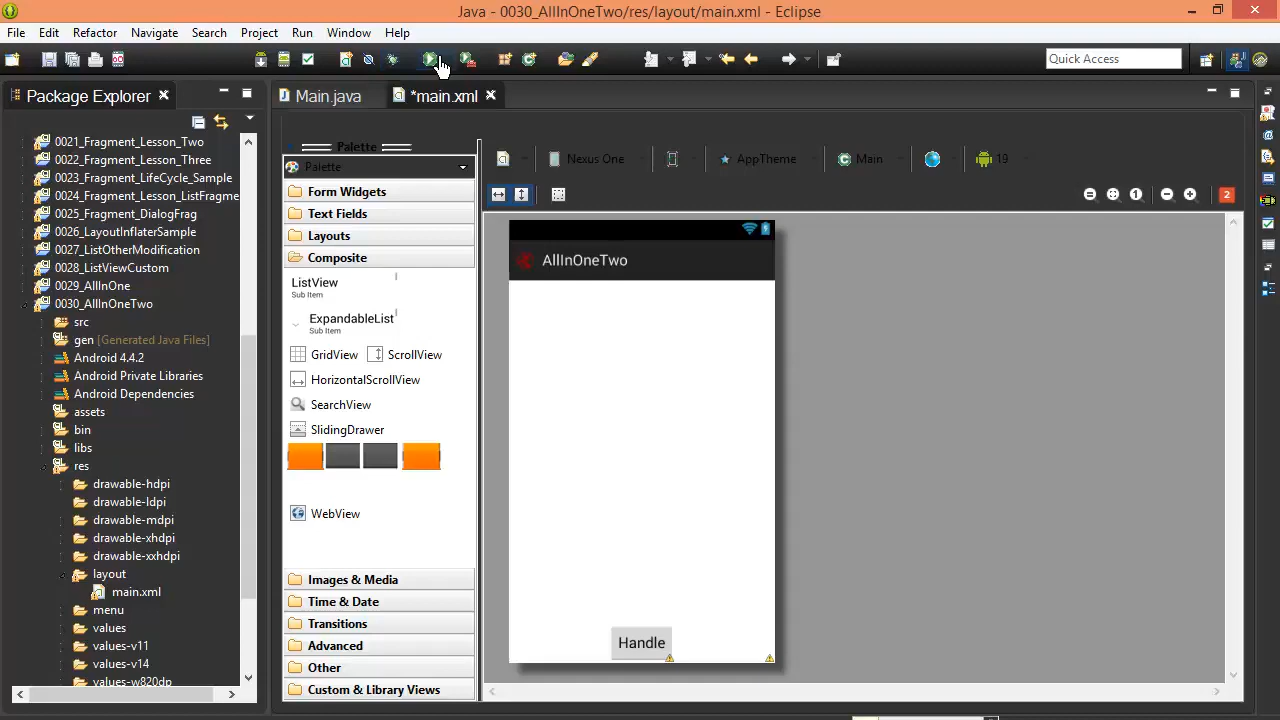 Java - 0030_AllInOneTwo/res/layout/main.xml - Eclipse
File Edit Refactor Navigate Search Project Run Window Help
Quick Access
Package Explorer
Main.java
*main.xml
0021_Fragment_Lesson_Two
0022_Fragment_Lesson_Three
0023_Fragment_LifeCycle_Sample
0024_Fragment_Lesson_ListFragme
0025_Fragment_DialogFrag
0026_LayoutInflaterSample
0027_ListOtherModification
0028_ListViewCustom
0029_AllInOne
0030_AllInOneTwo
src
gen [Generated Java Files]
Android 4.4.2
Android Private Libraries
Android Dependencies
assets
bin
libs
res
drawable-hdpi
drawable-ldpi
drawable-mdpi
drawable-xhdpi
drawable-xxhdpi
layout
main.xml
menu
values
values-v11
values-v14
values-w820dp
Palette
Palette
Form Widgets
Text Fields
Layouts
Composite
ListView
Sub Item
ExpandableList
Sub Item
GridView ScrollView
HorizontalScrollView
SearchView
SlidingDrawer
WebView
Images & Media
Time & Date
Transitions
Advanced
Other
Custom & Library Views
Nexus One AppTheme Main 19
1
2
AllInOneTwo
Handle